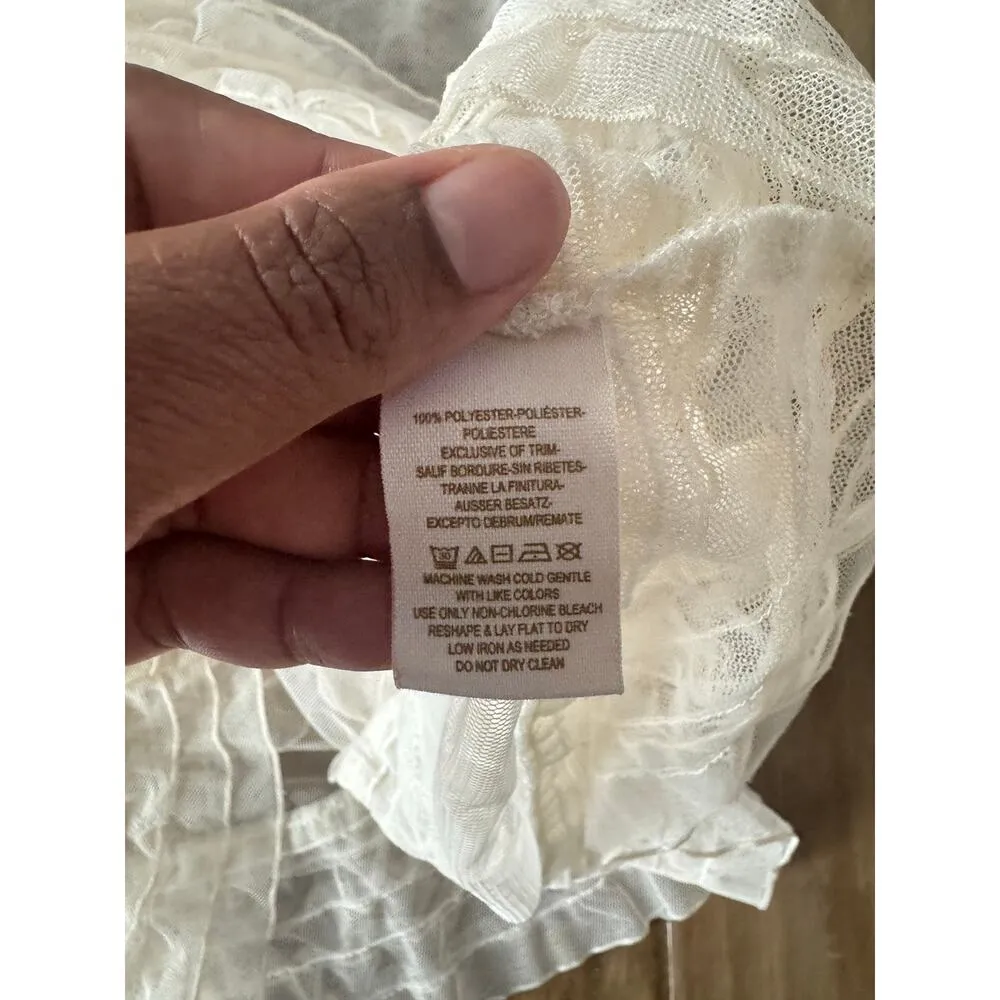 100% POLYESTER-POLIÉSTER-
POLIESTERE
EXCLUSIVE OF TRIM-
SAUF BORDURE-SIN RIBETES-
TRANNE LA FINITURA-
AUSSER BESATZ-
EXCEPTO DEBRUM/REMATE
30
MACHINE WASH COLD GENTLE
WITH LIKE COLORS
USE ONLY NON-CHLORINE BLEACH
RESHAPE & LAY FLAT TO DRY
LOW IRON AS NEEDED
DO NOT DRY CLEAN